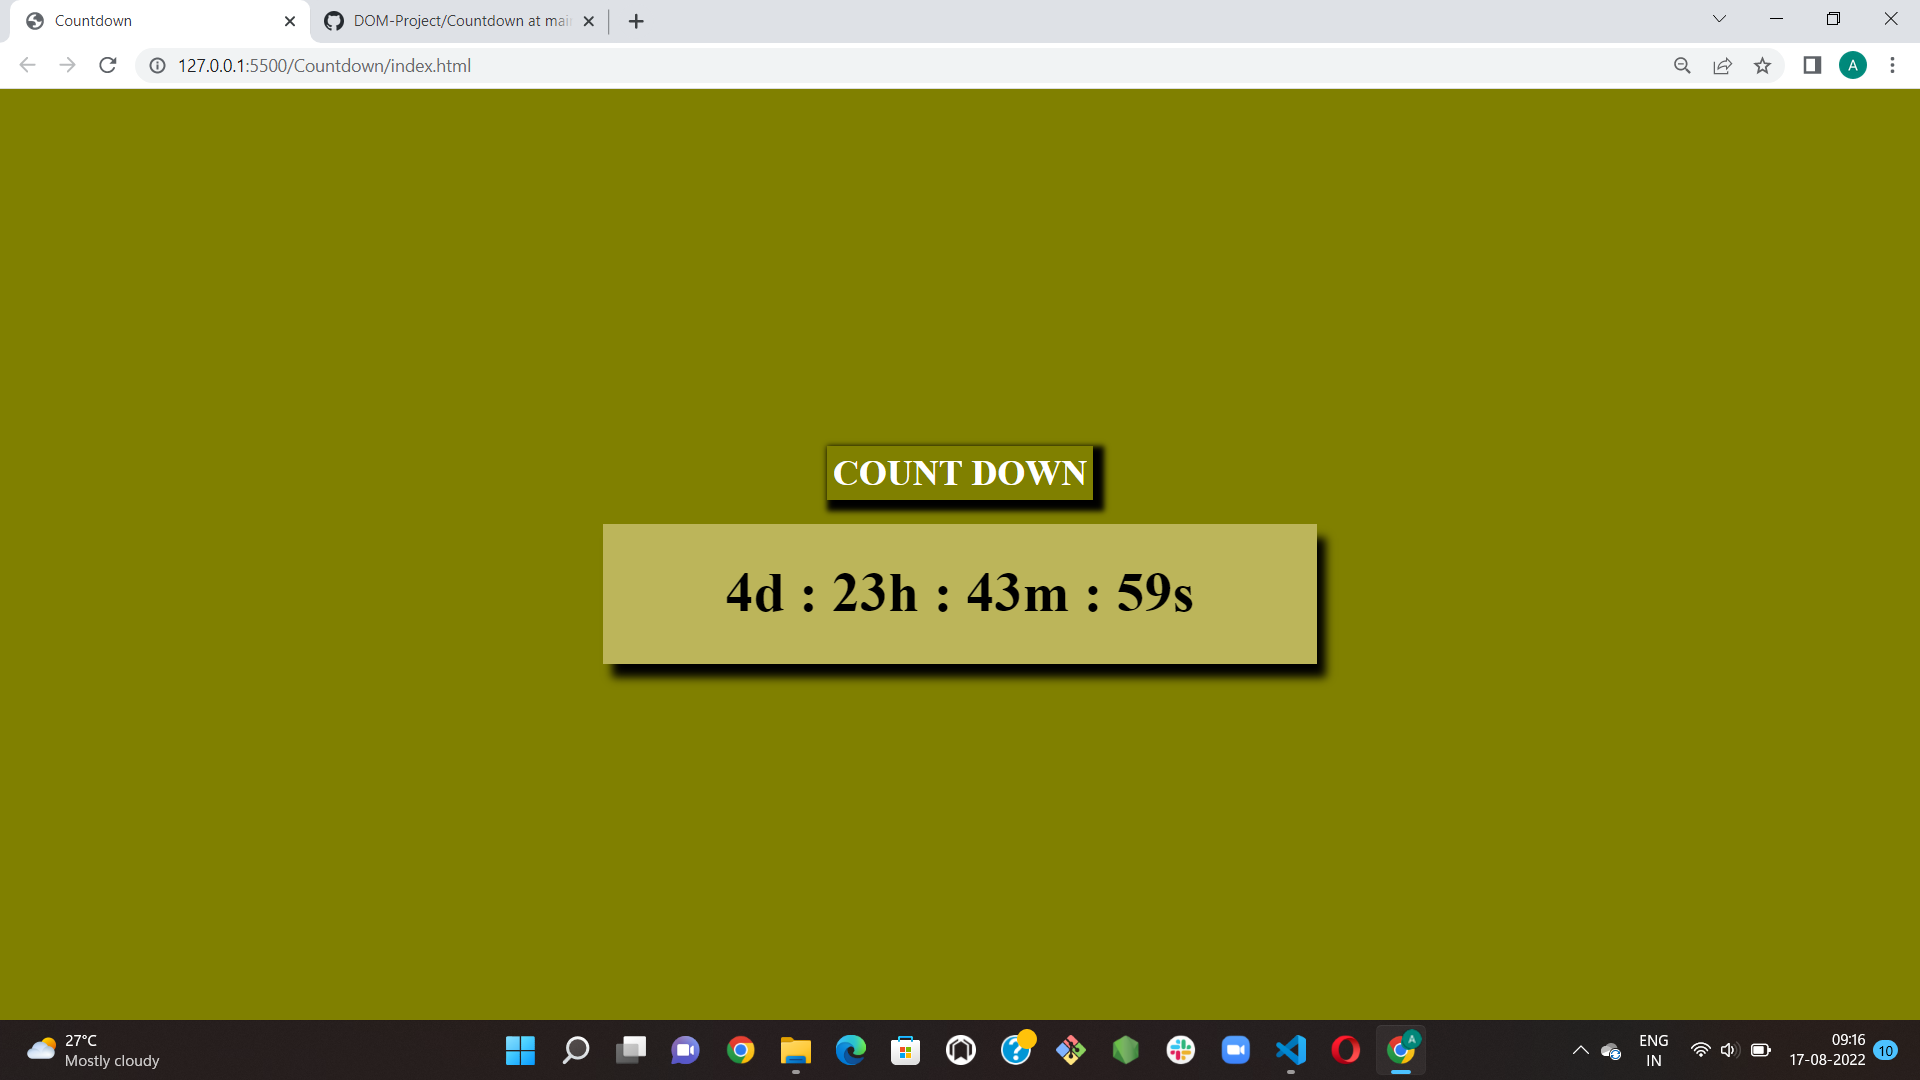 Countdown
DOM-Project/Countdown at mai
127.0.0.1:5500/Countdown/index.html
A
COUNT DOWN
4d : 23h : 43m : 59s
27°C
Mostly cloudy
A
ENG
IN
09:16
17-08-2022
10